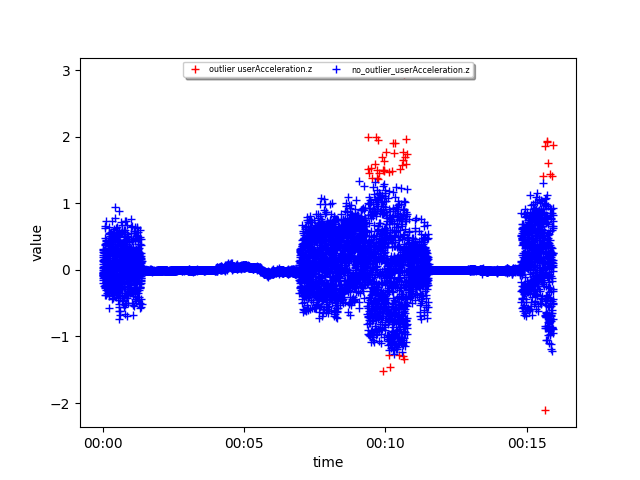 outlier userAcceleration.z no_outlier_userAcceleration.z
3
2
1
0
−1
−2
value
00:00 00:05 00:10 00:15
time